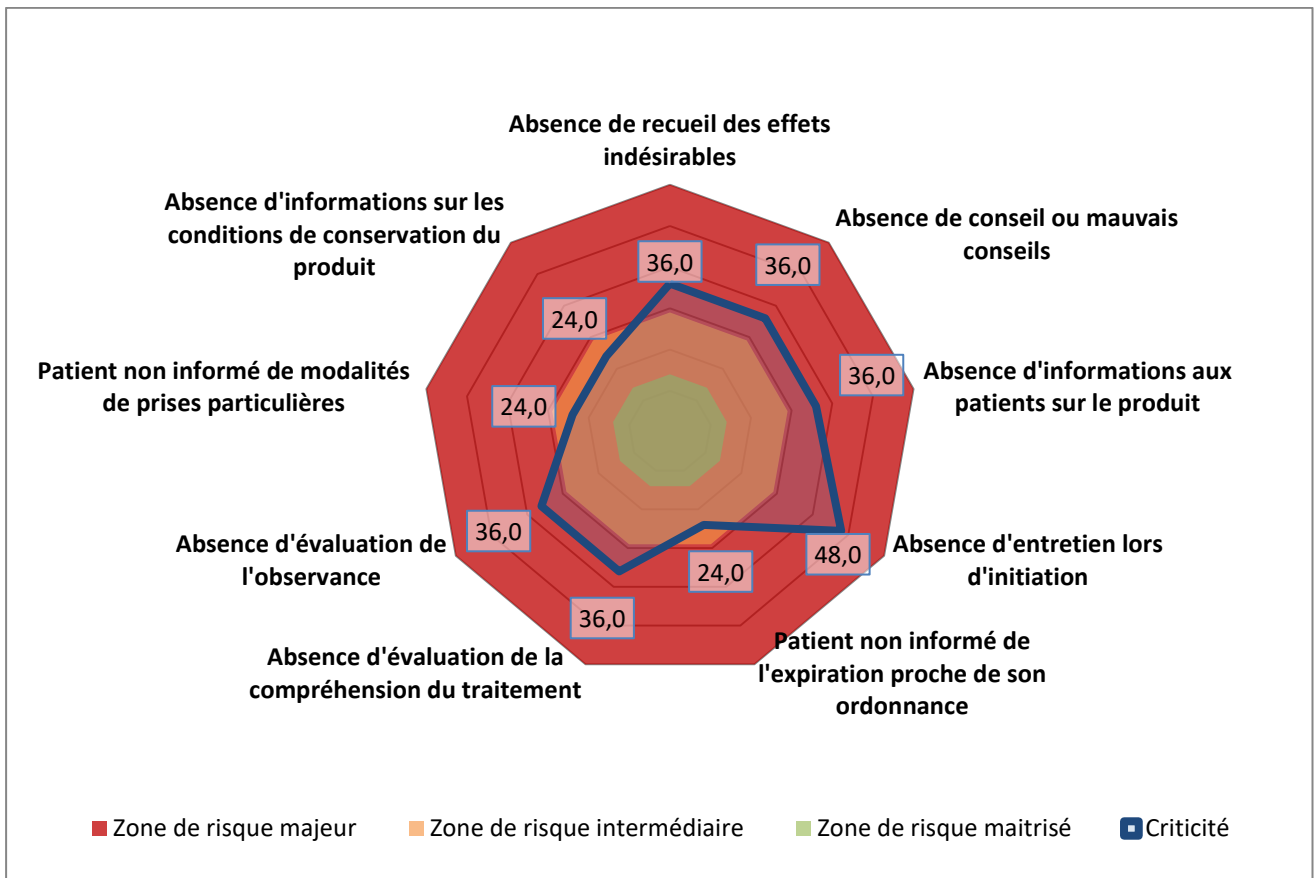 Absence de recueil des effets
indésirables
Absence de conseil ou mauvais
conseils
Absence d'informations aux
patients sur le produit
Absence d'entretien lors
d'initiation
Patient non informé de
l'expiration proche de son
ordonnance
Absence d'évaluation de la
compréhension du traitement
Absence d'évaluation de
l'observance
Patient non informé de modalités
de prises particulières
Absence d'informations sur les
conditions de conservation du
produit
36,0
36,0
36,0
48,0
24,0
36,0
36,0
24,0
24,0
Zone de risque majeur
Zone de risque intermédiaire
Zone de risque maitrisé
Criticité